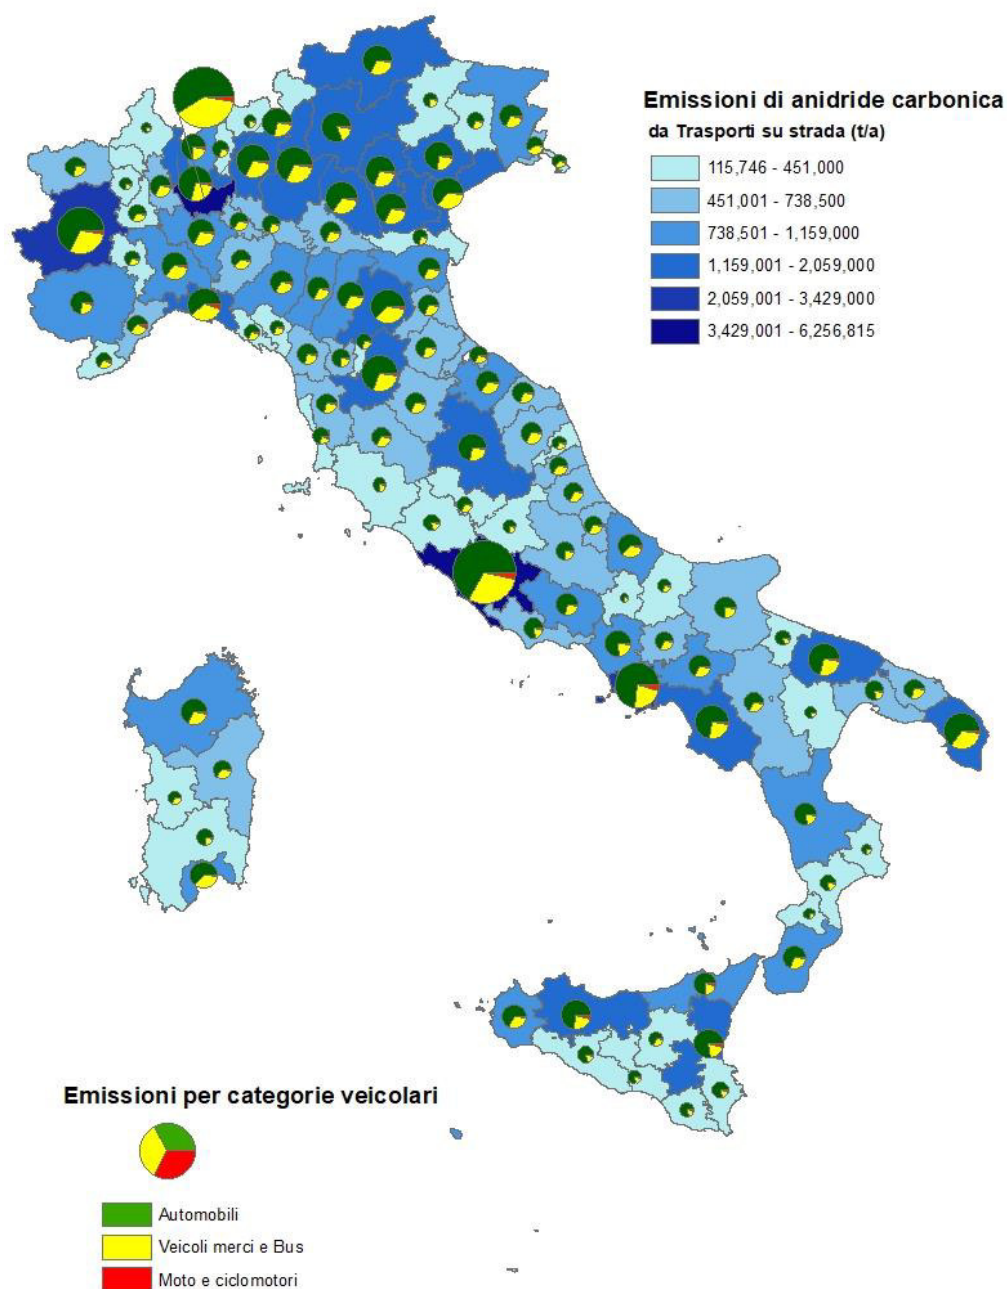 Emissioni di anidride carbonica
da Trasporti su strada (t/a)
115,746 - 451,000
451,001 - 738,500
738,501 - 1,159,000
1,159,001 - 2,059,000
2,059,001 - 3,429,000
3,429,001 - 6,256,815
Emissioni per categorie veicolari
Automobili
Veicoli merci e Bus
Moto e ciclomotori